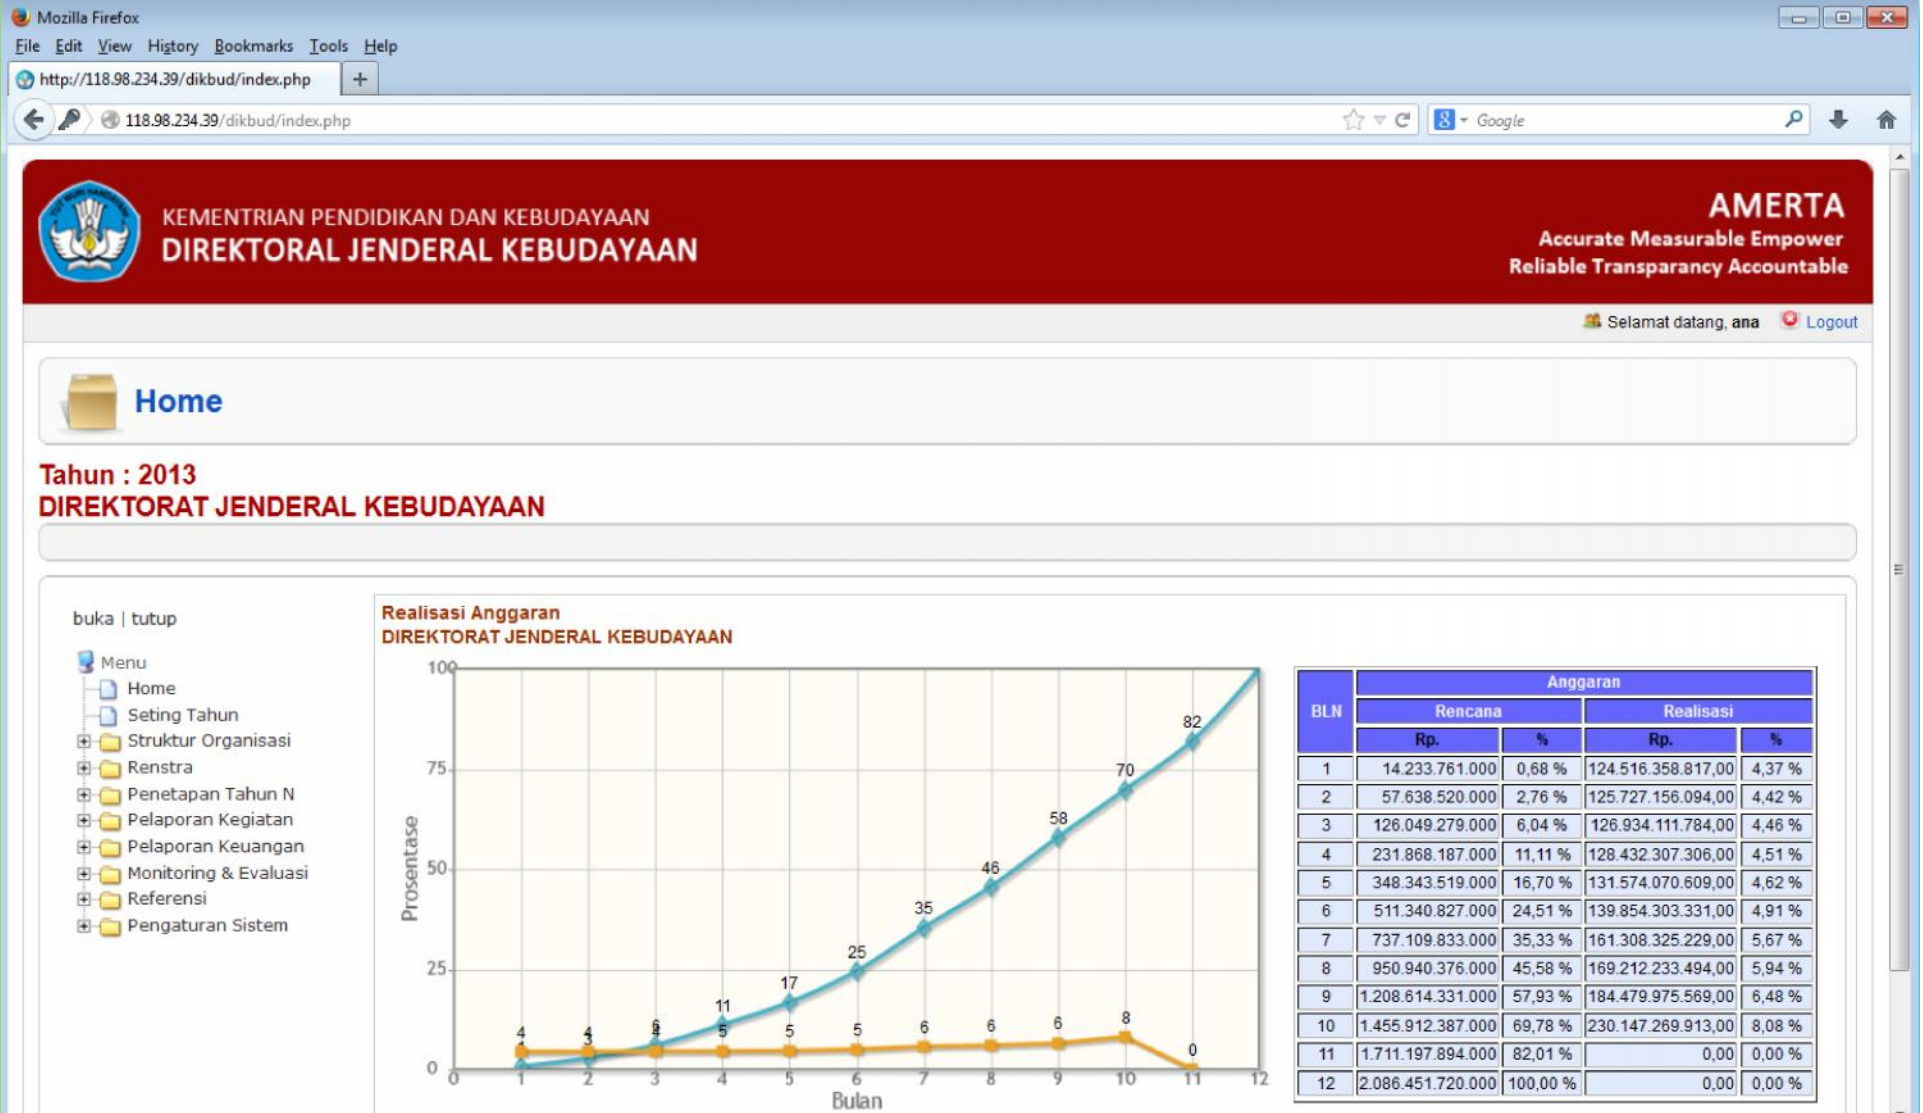 Mozilla Firefox
File Edit View History Bookmarks Tools Help
http://118.98.234.39/dikbud/index.php +
118.98.234.39/dikbud/index.php
Google
KEMENTRIAN PENDIDIKAN DAN KEBUDAYAAN
DIREKTORAL JENDERAL KEBUDAYAAN
AMERTA
Accurate Measurable Empower
Reliable Transparancy Accountable
Selamat datang, ana Logout
Home
Tahun : 2013
DIREKTORAT JENDERAL KEBUDAYAAN
buka | tutup
Menu
Home
Seting Tahun
Struktur Organisasi
Renstra
Penetapan Tahun N
Pelaporan Kegiatan
Pelaporan Keuangan
Monitoring & Evaluasi
Referensi
Pengaturan Sistem
Realisasi Anggaran
DIREKTORAT JENDERAL KEBUDAYAAN
Prosentase
100
75
50
25
0
3 6 11 17 25 35 46 58 70 82
4 4 4 5 5 5 6 6 6 8 0
0 1 2 3 4 5 6 7 8 9 10 11 12
Bulan
BLN Anggaran
Rencana Realisasi
Rp. % Rp. %
1 14.233.761.000 0,68 % 124.516.358.817,00 4,37 %
2 57.638.520.000 2,76 % 125.727.156.094,00 4,42 %
3 126.049.279.000 6,04 % 126.934.111.784,00 4,46 %
4 231.868.187.000 11,11 % 128.432.307.306,00 4,51 %
5 348.343.519.000 16,70 % 131.574.070.609,00 4,62 %
6 511.340.827.000 24,51 % 139.854.303.331,00 4,91 %
7 737.109.833.000 35,33 % 161.308.325.229,00 5,67 %
8 950.940.376.000 45,58 % 169.212.233.494,00 5,94 %
9 1.208.614.331.000 57,93 % 184.479.975.569,00 6,48 %
10 1.455.912.387.000 69,78 % 230.147.269.913,00 8,08 %
11 1.711.197.894.000 82,01 % 0,00 0,00 %
12 2.086.451.720.000 100,00 % 0,00 0,00 %